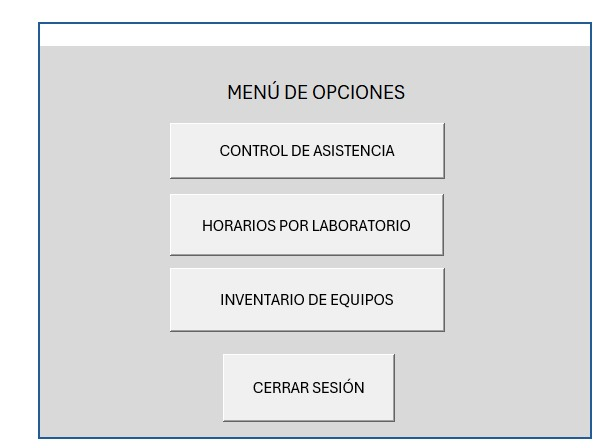 MENÚ DE OPCIONES
CONTROL DE ASISTENCIA
HORARIOS POR LABORATORIO
INVENTARIO DE EQUIPOS
CERRAR SESIÓN